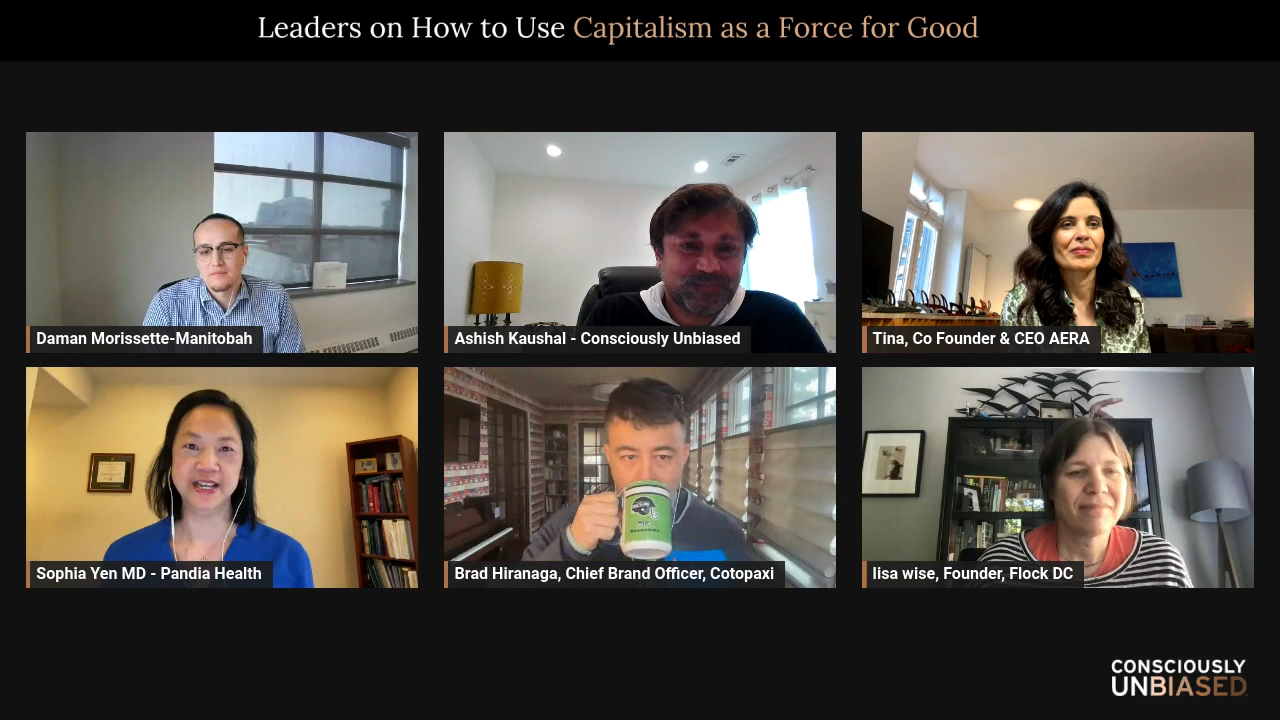 Leaders on How to Use Capitalism as a Force for Good
Daman Morissette-Manitobah
Ashish Kaushal - Consciously Unbiased
Tina, Co Founder & CEO AERA
Sophia Yen MD - Pandia Health
Brad Hiranaga, Chief Brand Officer, Cotopaxi
lisa wise, Founder, Flock DC
CONSCIOUSLY
UNBIASED